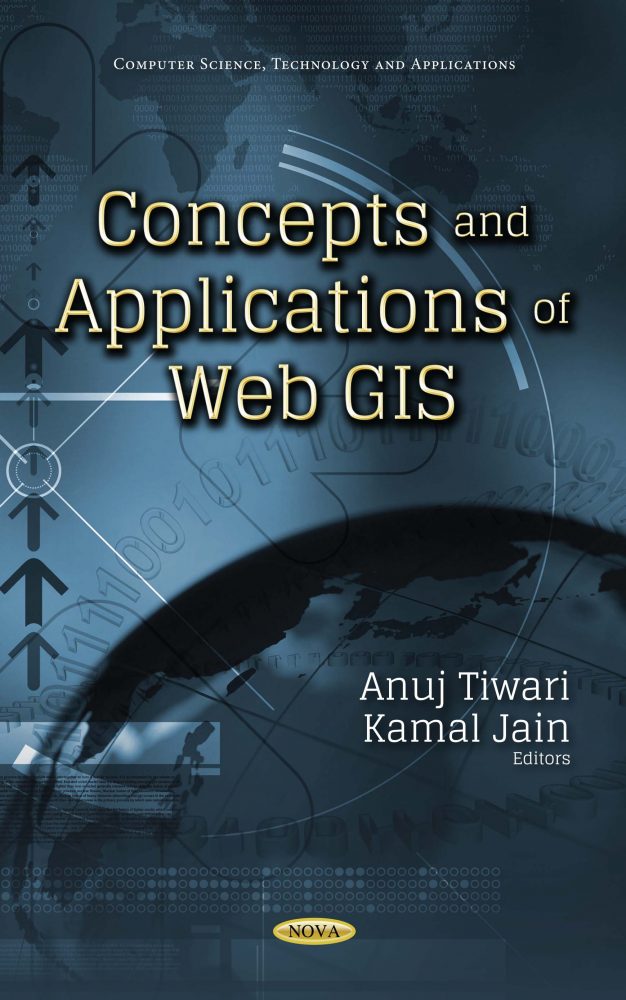 COMPUTER SCIENCE, TECHNOLOGY AND APPLICATIONS
Concepts and
Applications of
Web GIS
Anuj Tiwari
Kamal Jain
Editors
NOVA